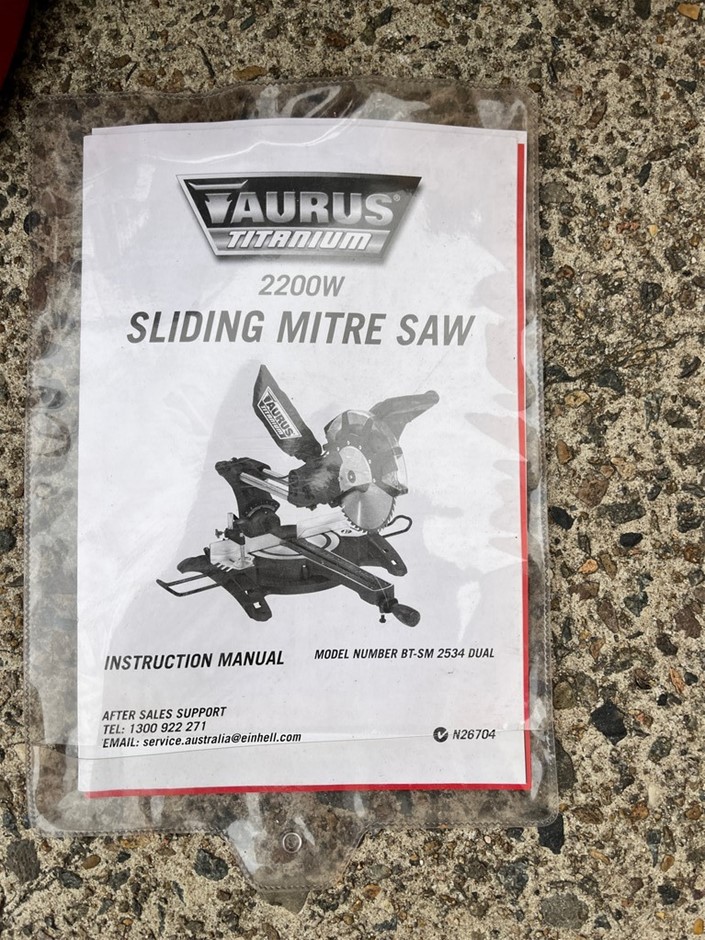 TAURUS®
TITANIUM
2200W
SLIDING MITRE SAW
TAURUS
INSTRUCTION MANUAL
MODEL NUMBER BT-SM 2534 DUAL
AFTER SALES SUPPORT
TEL: 1300 922 271
EMAIL: service.australia@einhell.com
N26704